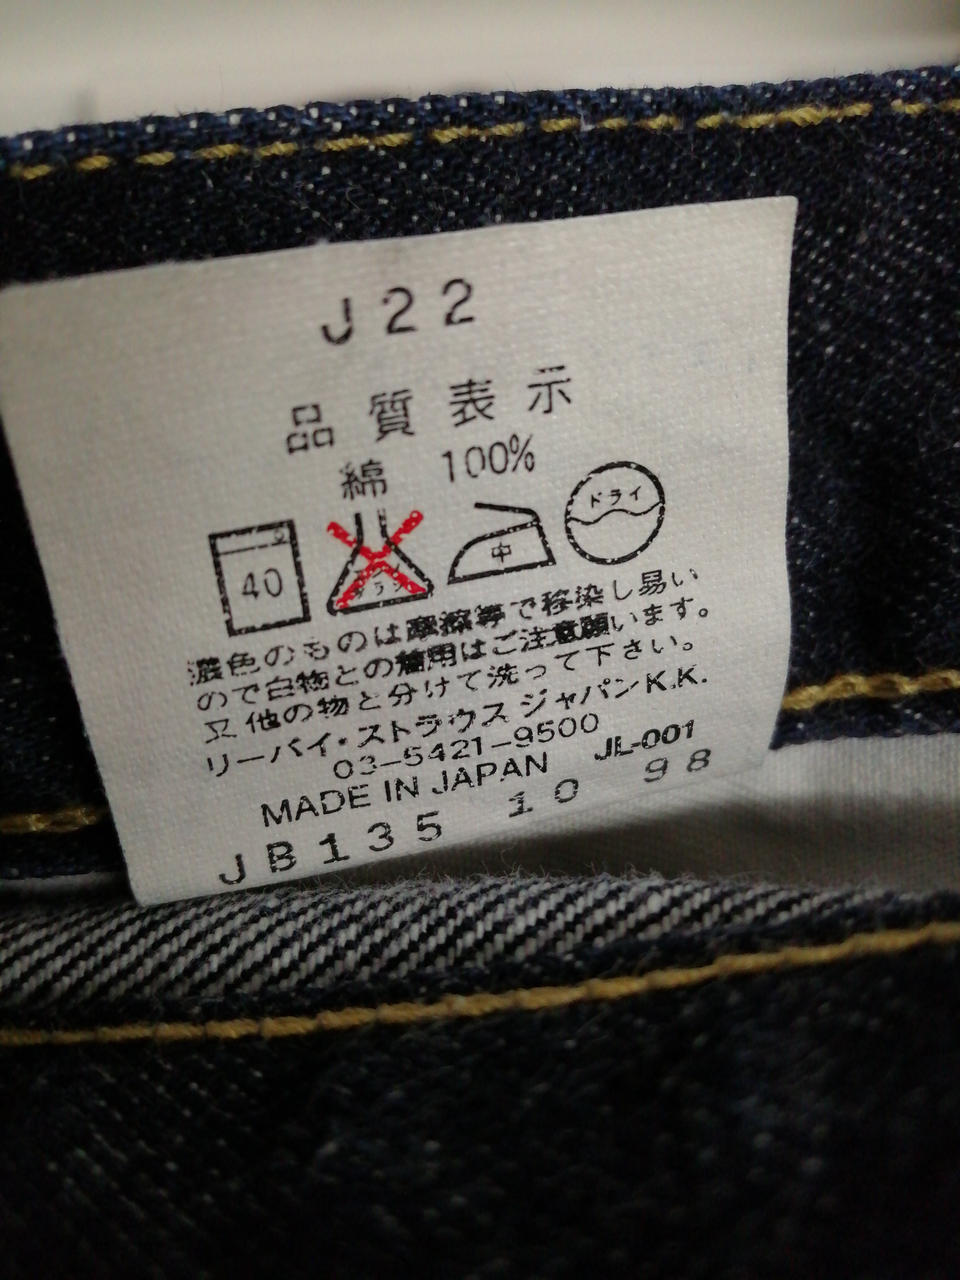 J22
品質表示
綿 100%
40 中 ドライ
濃色のものは摩擦等で移染し易い
ので白物との着用はご注意願います。
又他の物と分けて洗って下さい。
リーバイ・ストラウス ジャパンK.K.
03-5421-9500 JL-001
MADE IN JAPAN
JB135 10 98